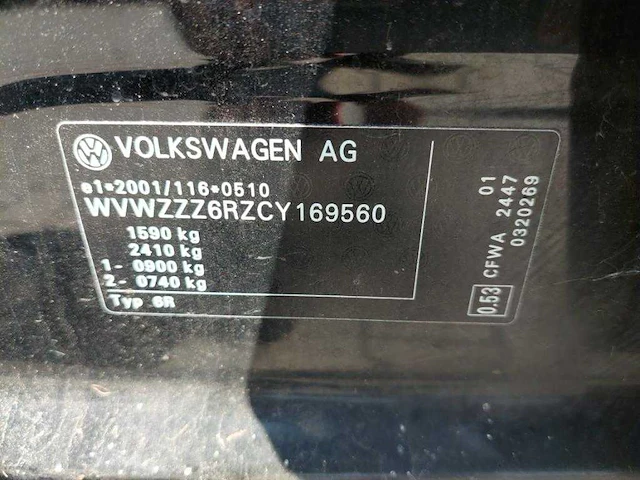 VOLKSWAGEN AG
e1*2001/116*0510
WVWZZZ6RZCY169560
1590 kg
2410 kg
1- 0900 kg
2- 0740 kg
Typ 6R
0.53 CFWA 2447 01
0320269